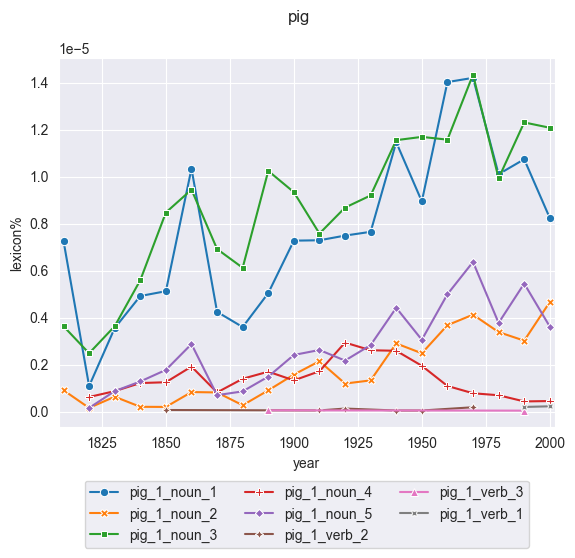 pig
1e−5
1.4
1.2
1.0
0.8
0.6
0.4
0.2
0.0
lexicon%
1825 1850 1875 1900 1925 1950 1975 2000
year
pig_1_noun_1 pig_1_noun_4 pig_1_verb_3
pig_1_noun_2 pig_1_noun_5 pig_1_verb_1
pig_1_noun_3 pig_1_verb_2